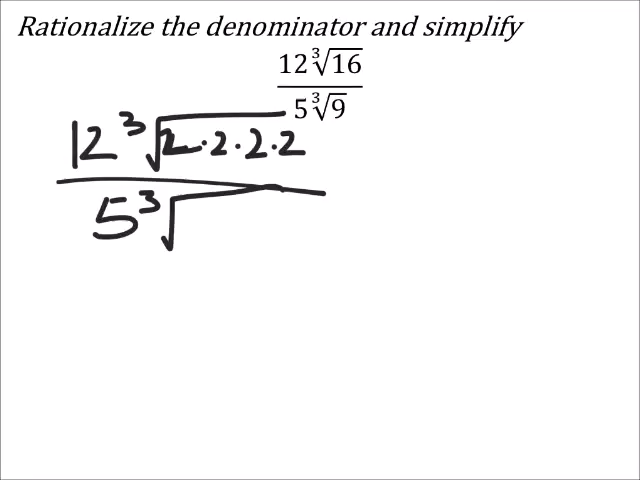 Rationalize the denominator and simplify
12∛16
5∛9
12∛2·2·2·2
5∛